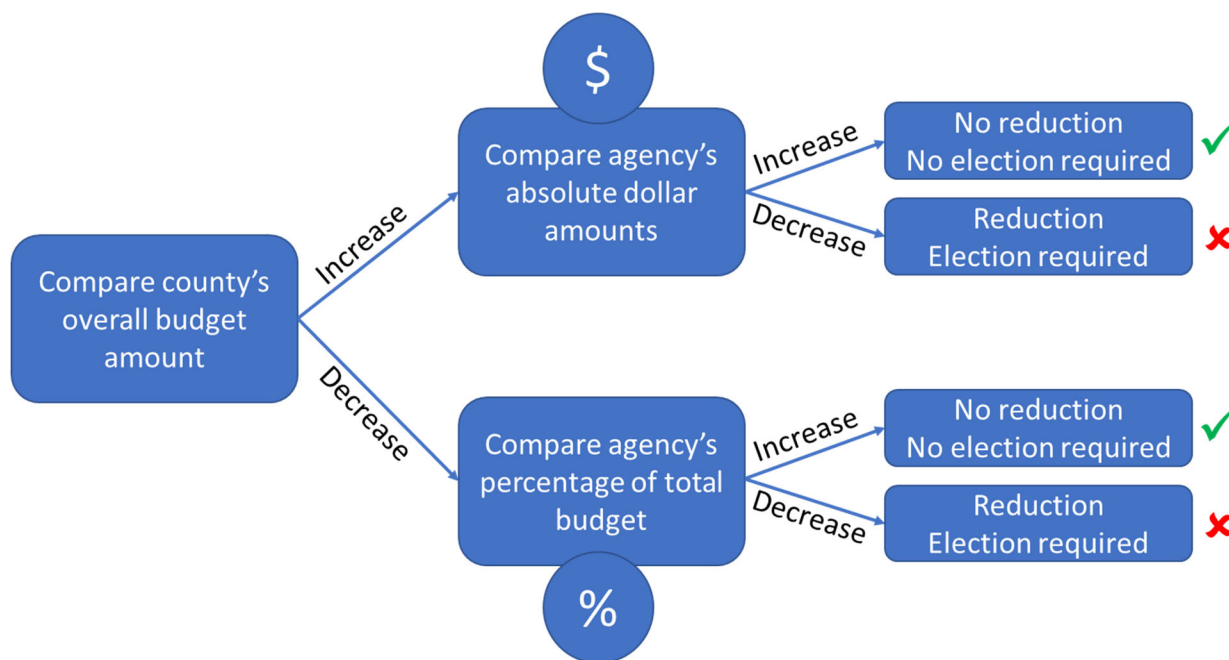 Compare county’s
overall budget
amount
Increase
Decrease
$
Compare agency’s
absolute dollar
amounts
Increase
Decrease
No reduction
No election required
Reduction
Election required
Compare agency’s
percentage of total
budget
%
Increase
Decrease
No reduction
No election required
Reduction
Election required